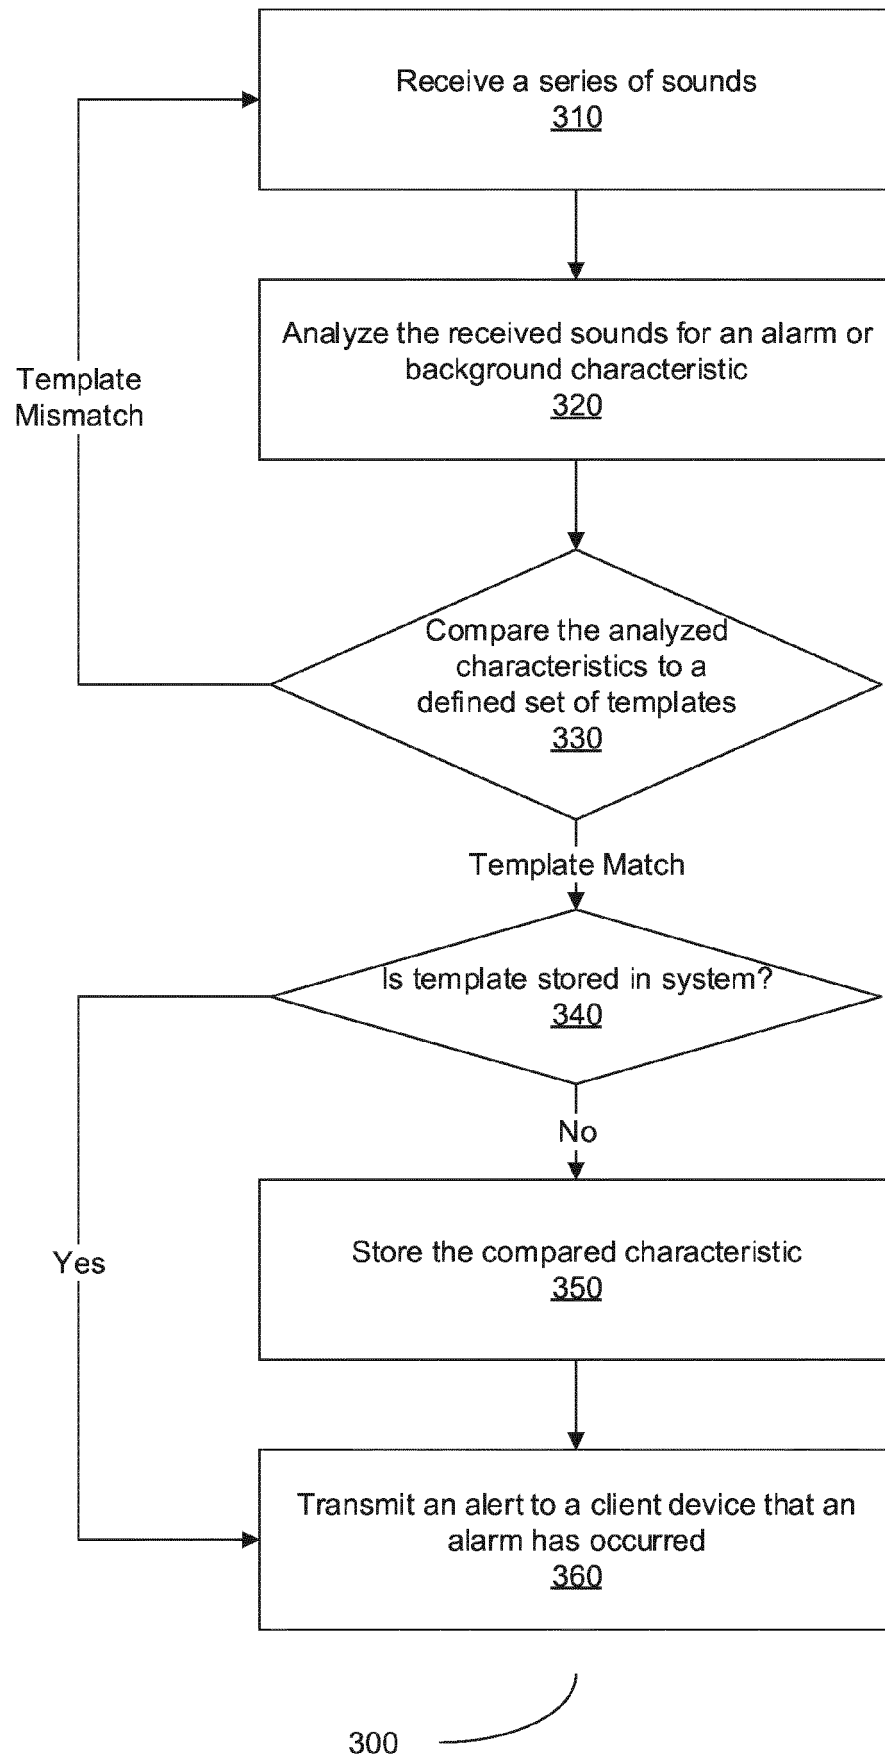 Receive a series of sounds
310
Analyze the received sounds for an alarm or
background characteristic
320
Template
Mismatch
Compare the analyzed
characteristics to a
defined set of templates
330
Template Match
Is template stored in system?
340
No
Yes
Store the compared characteristic
350
Transmit an alert to a client device that an
alarm has occurred
360
300